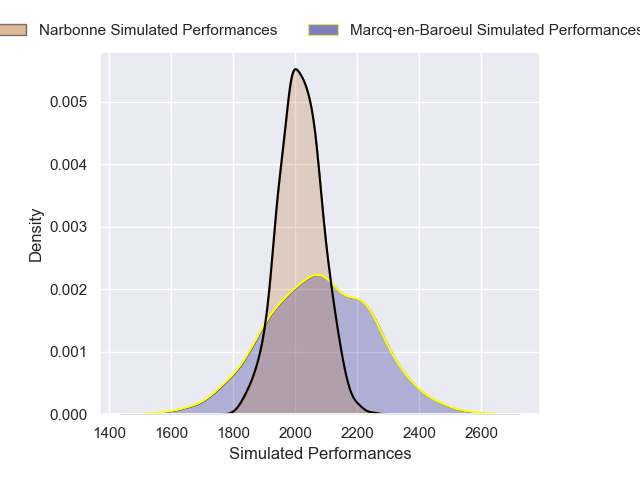 Narbonne Simulated Performances
Marcq-en-Baroeul Simulated Performances
0.005
0.004
0.003
0.002
0.001
0.000
Density
1400 1600 1800 2000 2200 2400 2600
Simulated Performances